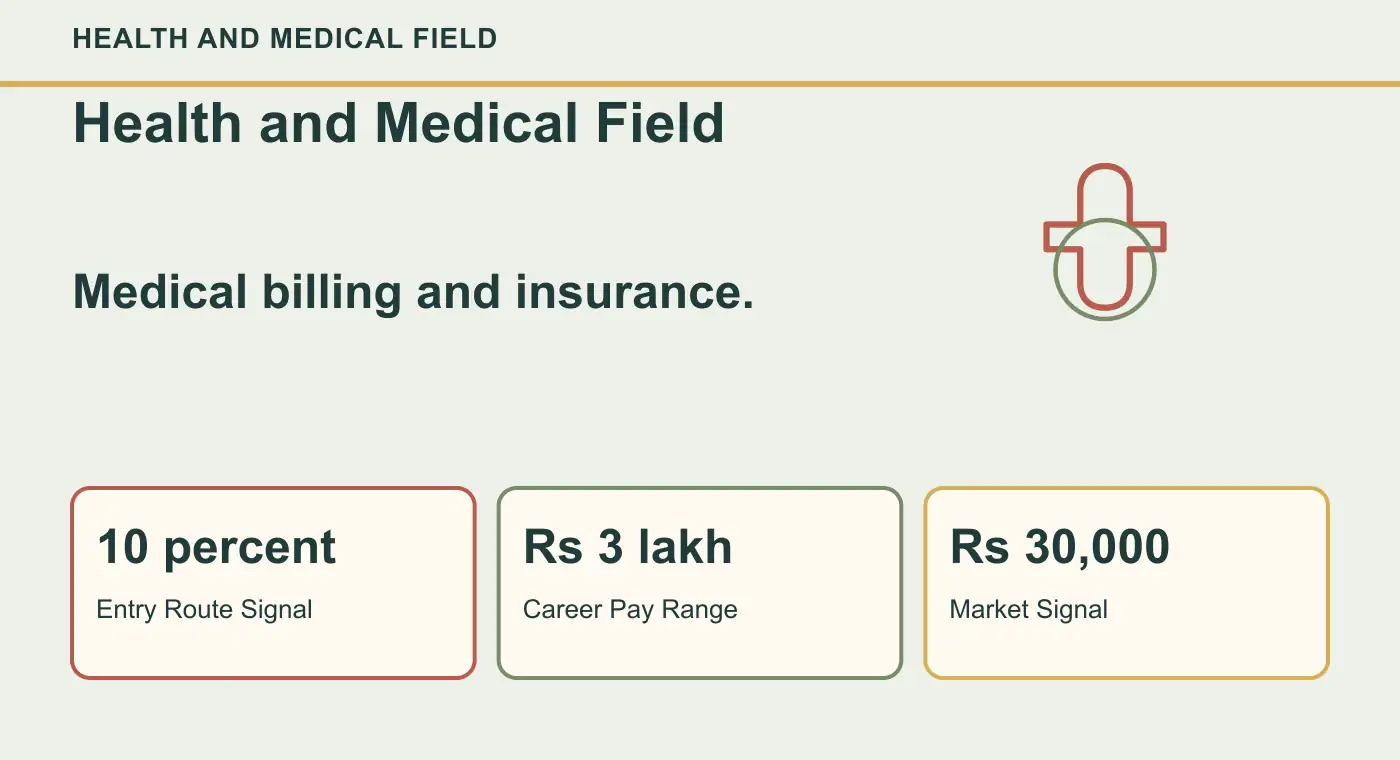 HEALTH AND MEDICAL FIELD
Health and Medical Field
Medical billing and insurance.
10 percent
Entry Route Signal
Rs 3 lakh
Career Pay Range
Rs 30,000
Market Signal